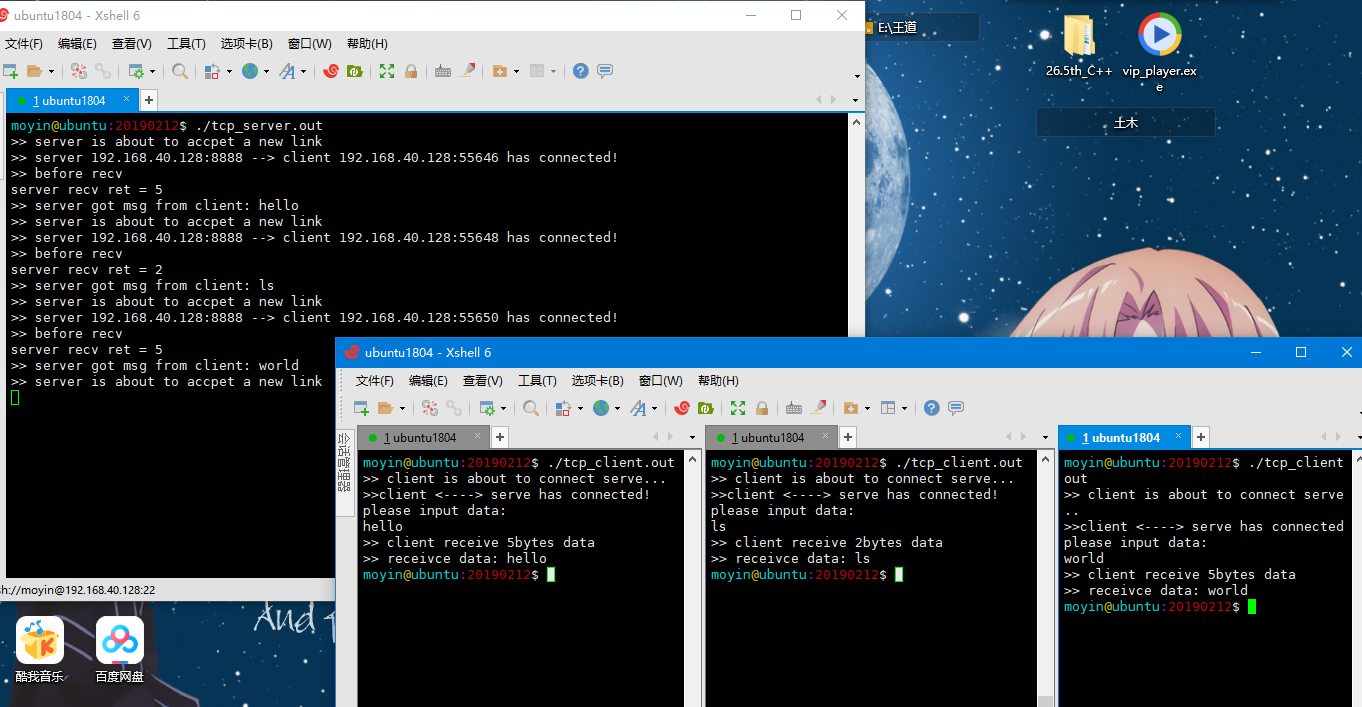 ubuntu1804 - Xshell 6
文件(F) 编辑(E) 查看(V) 工具(T) 选项卡(B) 窗口(W) 帮助(H)
1 ubuntu1804
moyin@ubuntu:20190212$ ./tcp_server.out
>> server is about to accpet a new link
>> server 192.168.40.128:8888 --> client 192.168.40.128:55646 has connected!
>> before recv
server recv ret = 5
>> server got msg from client: hello
>> server is about to accpet a new link
>> server 192.168.40.128:8888 --> client 192.168.40.128:55648 has connected!
>> before recv
server recv ret = 2
>> server got msg from client: ls
>> server is about to accpet a new link
>> server 192.168.40.128:8888 --> client 192.168.40.128:55650 has connected!
>> before recv
server recv ret = 5
>> server got msg from client: world
>> server is about to accpet a new link
sh://moyin@192.168.40.128:22
E:\王道
26.5th_C++
vip_player.ex
e
土木
ubuntu1804 - Xshell 6
文件(F) 编辑(E) 查看(V) 工具(T) 选项卡(B) 窗口(W) 帮助(H)
会话管理器
1 ubuntu1804
moyin@ubuntu:20190212$ ./tcp_client.out
>> client is about to connect serve...
>>client <----> serve has connected!
please input data:
hello
>> client receive 5bytes data
>> receivce data: hello
moyin@ubuntu:20190212$
1 ubuntu1804
moyin@ubuntu:20190212$ ./tcp_client.out
>> client is about to connect serve...
>>client <----> serve has connected!
please input data:
ls
>> client receive 2bytes data
>> receivce data: ls
moyin@ubuntu:20190212$
1 ubuntu1804
moyin@ubuntu:20190212$ ./tcp_client
out
>> client is about to connect serve
..
>>client <----> serve has connected
please input data:
world
>> client receive 5bytes data
>> receivce data: world
moyin@ubuntu:20190212$
And
酷我音乐
百度网盘